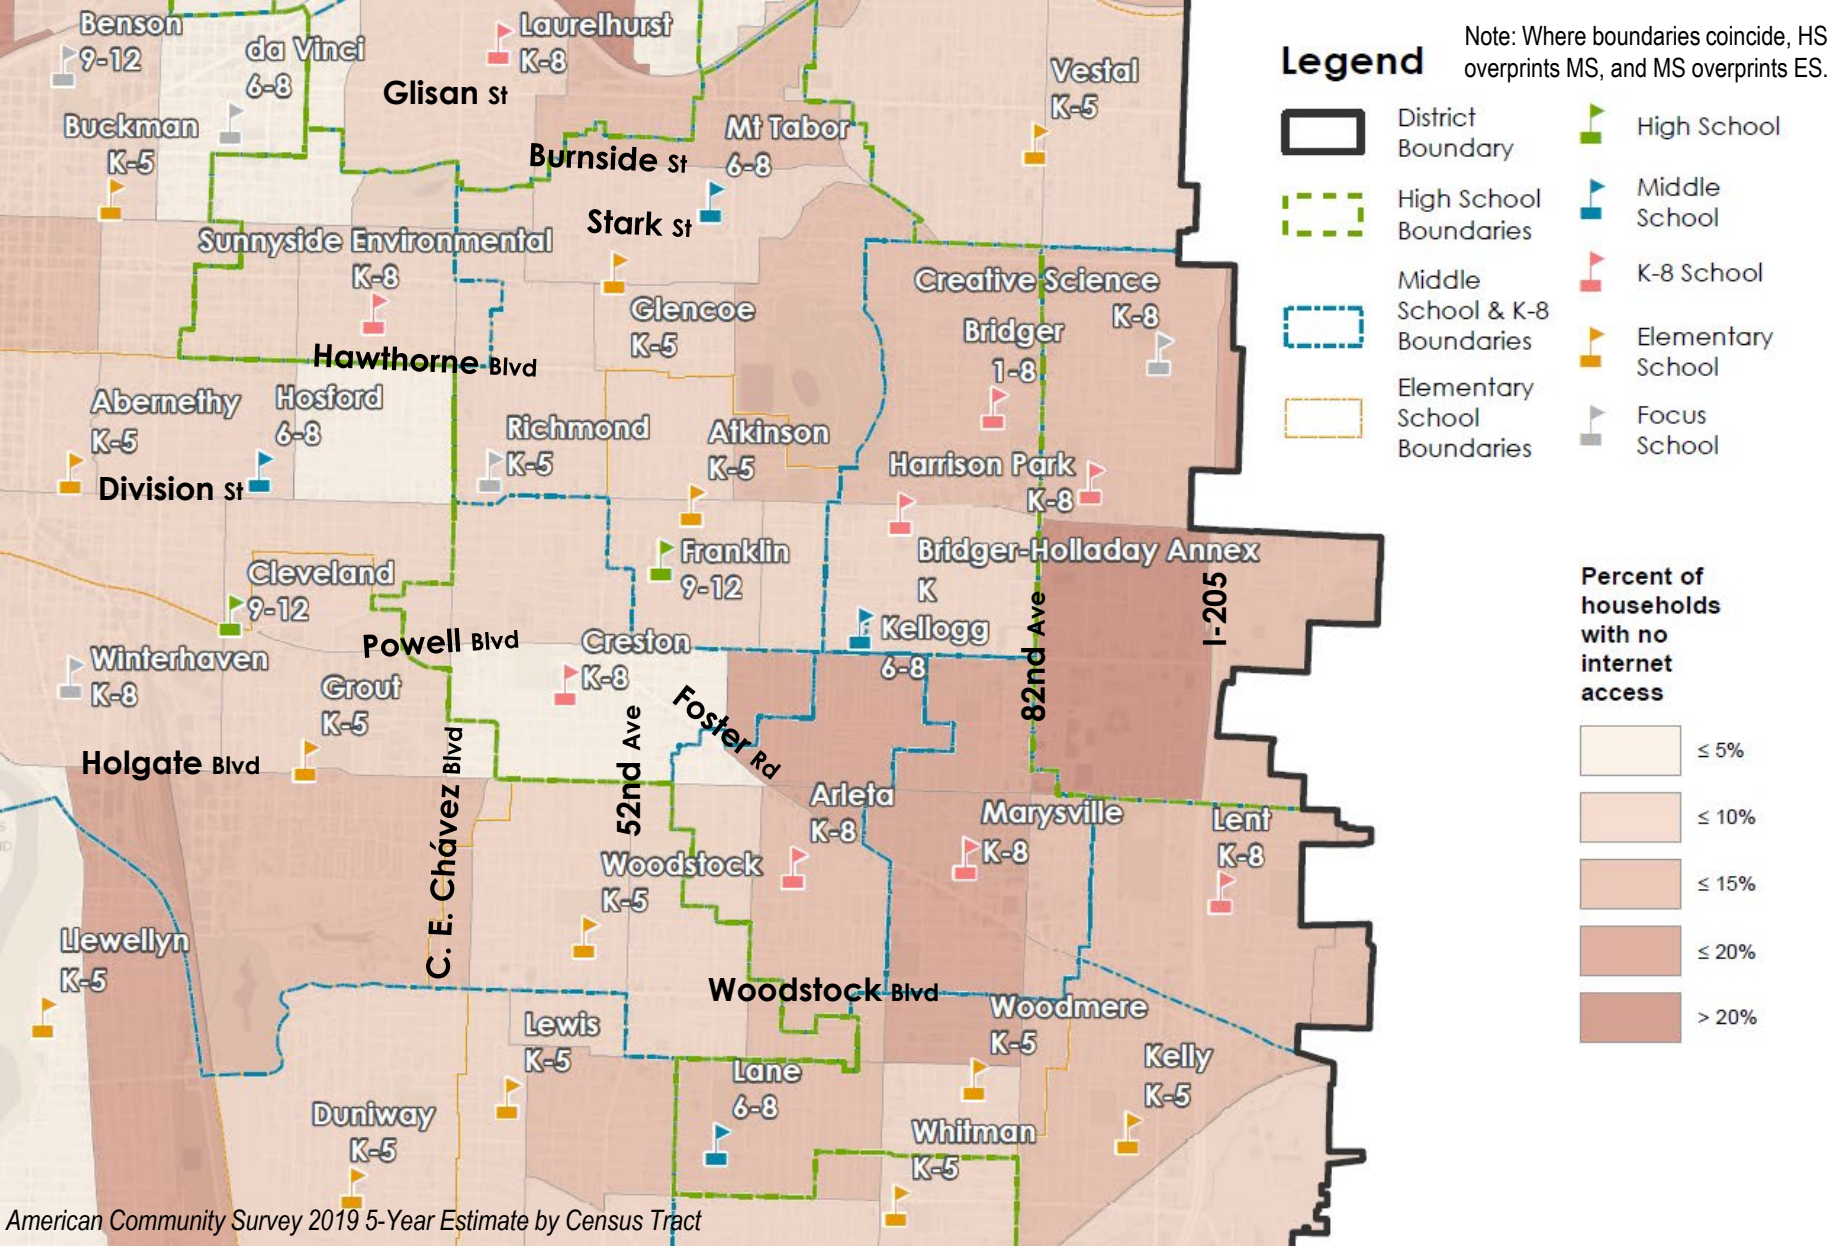 Benson
9-12
da Vinci
6-8
Laurelhurst
K-8
Glisan St
Buckman
K-5
Burnside St
Mt Tabor
6-8
Vestal
K-5
Stark St
Sunnyside Environmental
K-8
Glencoe
K-5
Creative Science
K-8
Bridger
1-8
Hawthorne Blvd
Abernethy
K-5
Hosford
6-8
Richmond
K-5
Atkinson
K-5
Harrison Park
K-8
Division St
Franklin
9-12
Bridger-Holladay Annex
K
Cleveland
9-12
Kellogg
6-8
82nd Ave
I-205
Powell Blvd
Creston
K-8
Winterhaven
K-8
Grout
K-5
Foster Rd
Holgate Blvd
C. E. Chávez Blvd
52nd Ave
Arleta
K-8
Marysville
K-8
Lent
K-8
Woodstock
K-5
Llewellyn
K-5
Woodstock Blvd
Lewis
K-5
Woodmere
K-5
Kelly
K-5
Lane
6-8
Duniway
K-5
Whitman
K-5
American Community Survey 2019 5-Year Estimate by Census Tract
Legend
Note: Where boundaries coincide, HS
overprints MS, and MS overprints ES.
District
Boundary
High School
Boundaries
Middle
School & K-8
Boundaries
Elementary
School
Boundaries
High School
Middle
School
K-8 School
Elementary
School
Focus
School
Percent of
households
with no
internet
access
≤ 5%
≤ 10%
≤ 15%
≤ 20%
> 20%